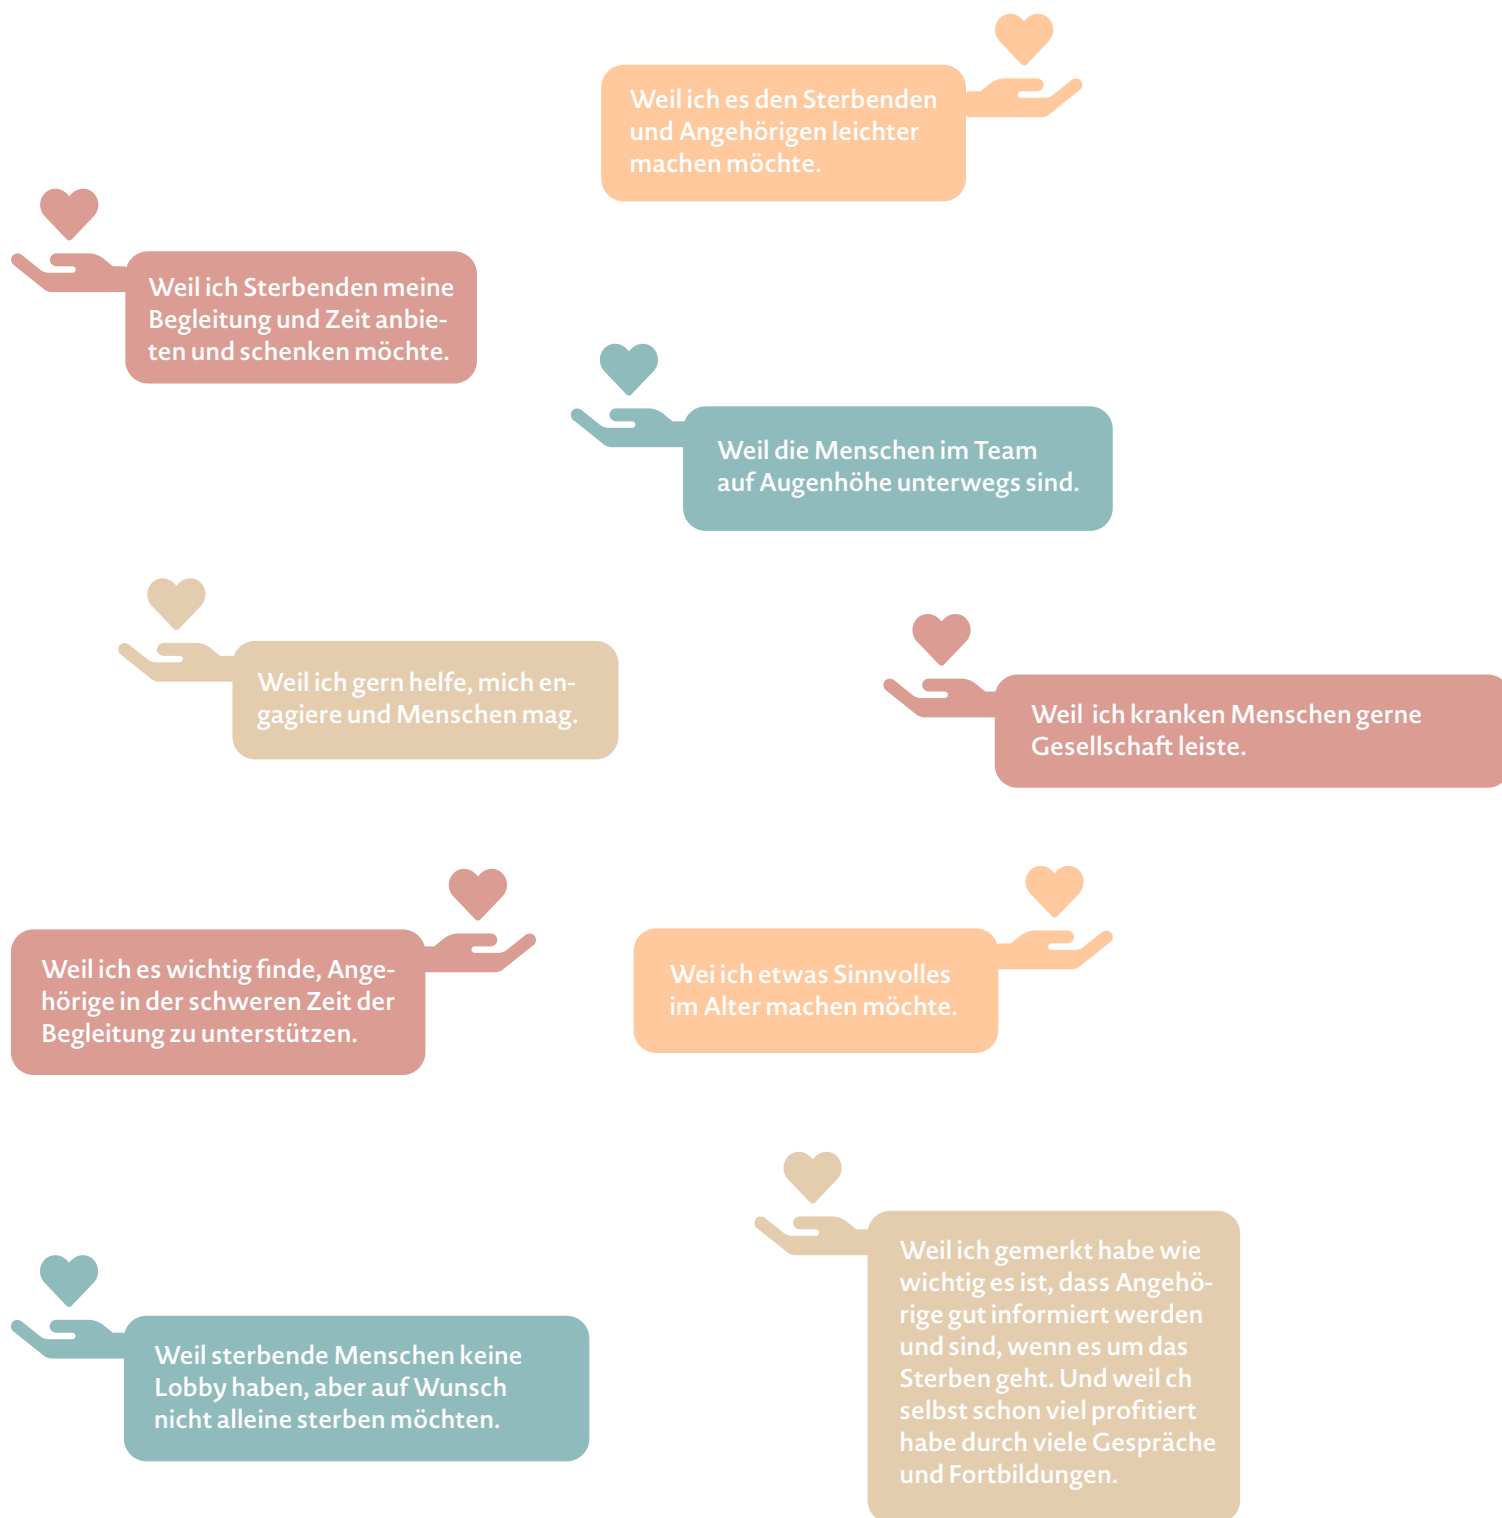 Weil ich es den Sterbenden
und Angehörigen leichter
machen möchte.
Weil ich Sterbenden meine
Begleitung und Zeit anbie-
ten und schenken möchte.
Weil die Menschen im Team
auf Augenhöhe unterwegs sind.
Weil ich gern helfe, mich en-
gagiere und Menschen mag.
Weil ich kranken Menschen gerne
Gesellschaft leiste.
Weil ich es wichtig finde, Ange-
hörige in der schweren Zeit der
Begleitung zu unterstützen.
Wei ich etwas Sinnvolles
im Alter machen möchte.
Weil ich gemerkt habe wie
wichtig es ist, dass Angehö-
rige gut informiert werden
und sind, wenn es um das
Sterben geht. Und weil ch
selbst schon viel profitiert
habe durch viele Gespräche
und Fortbildungen.
Weil sterbende Menschen keine
Lobby haben, aber auf Wunsch
nicht alleine sterben möchten.